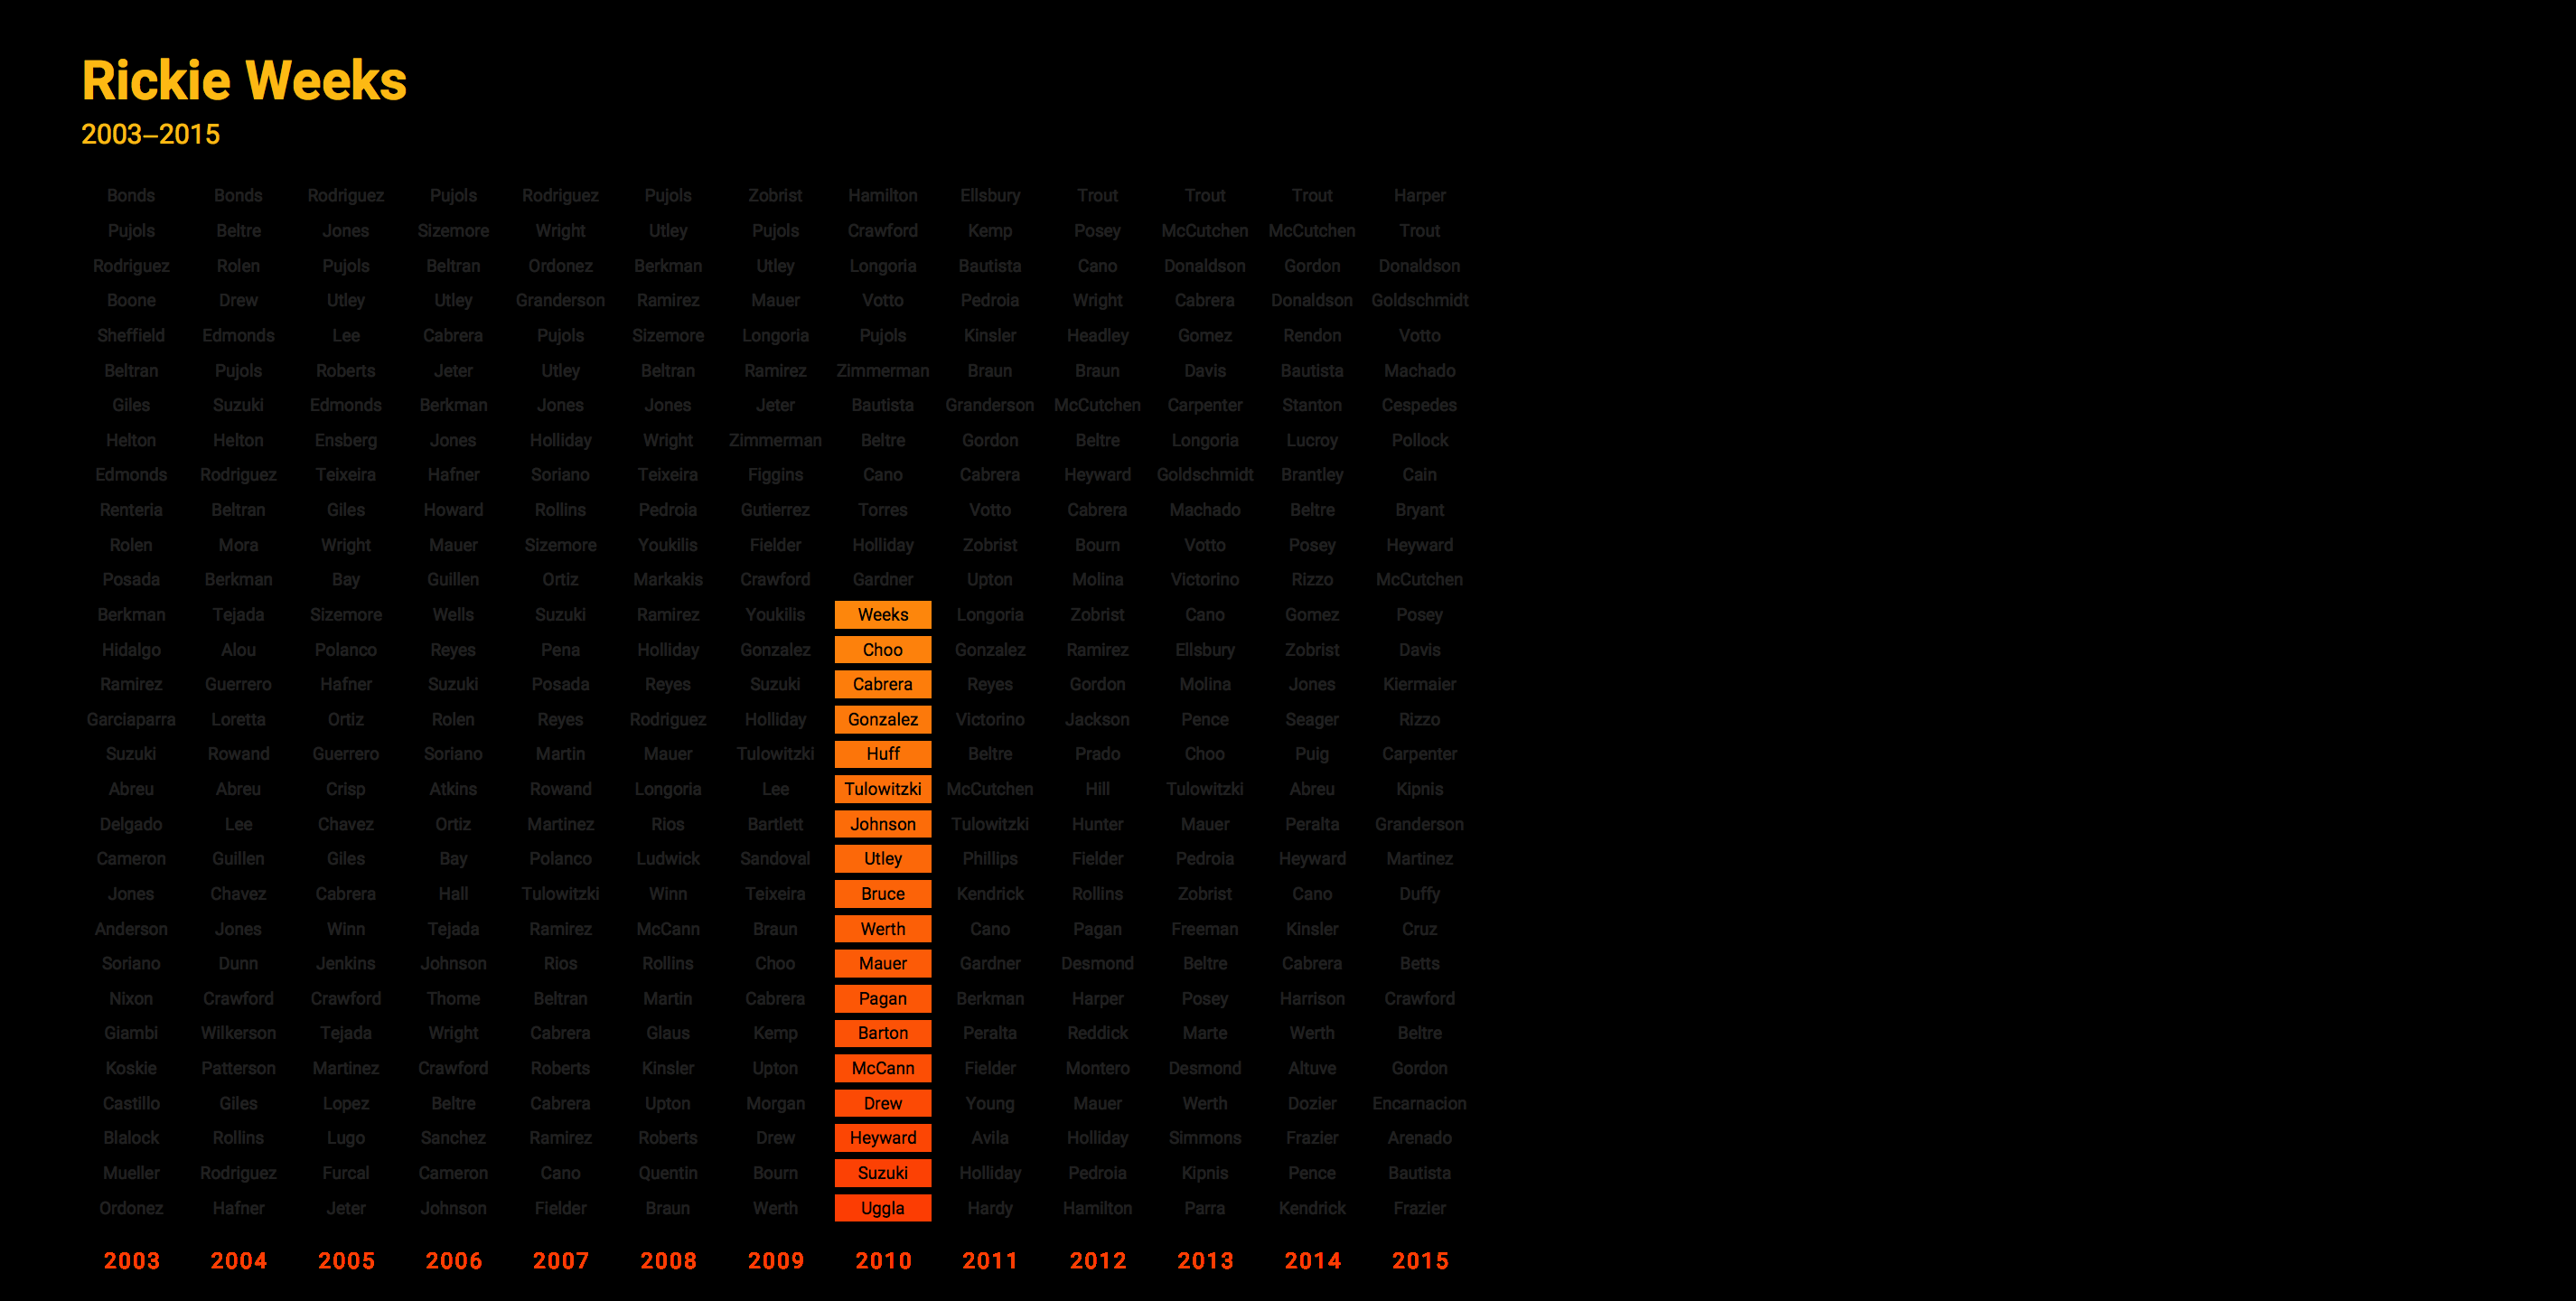 Rickie Weeks
2003–2015
Bonds Bonds Rodriguez Pujols Rodriguez Pujols Zobrist Hamilton Ellsbury Trout Trout Trout Harper
Pujols Beltre Jones Sizemore Wright Utley Pujols Crawford Kemp Posey McCutchen McCutchen Trout
Rodriguez Rolen Pujols Beltran Ordonez Berkman Utley Longoria Bautista Cano Donaldson Gordon Donaldson
Boone Drew Utley Utley Granderson Ramirez Mauer Votto Pedroia Wright Cabrera Donaldson Goldschmidt
Sheffield Edmonds Lee Cabrera Pujols Sizemore Longoria Pujols Kinsler Headley Gomez Rendon Votto
Beltran Pujols Roberts Jeter Utley Beltran Ramirez Zimmerman Braun Braun Davis Bautista Machado
Giles Suzuki Edmonds Berkman Jones Jones Jeter Bautista Granderson McCutchen Carpenter Stanton Cespedes
Helton Helton Ensberg Jones Holliday Wright Zimmerman Beltre Gordon Beltre Longoria Lucroy Pollock
Edmonds Rodriguez Teixeira Hafner Soriano Teixeira Figgins Cano Cabrera Heyward Goldschmidt Brantley Cain
Renteria Beltran Giles Howard Rollins Pedroia Gutierrez Torres Votto Cabrera Machado Beltre Bryant
Rolen Mora Wright Mauer Sizemore Youkilis Fielder Holliday Zobrist Bourn Votto Posey Heyward
Posada Berkman Bay Guillen Ortiz Markakis Crawford Gardner Upton Molina Victorino Rizzo McCutchen
Berkman Tejada Sizemore Wells Suzuki Ramirez Youkilis Weeks Longoria Zobrist Cano Gomez Posey
Hidalgo Alou Polanco Reyes Pena Holliday Gonzalez Choo Gonzalez Ramirez Ellsbury Zobrist Davis
Ramirez Guerrero Hafner Suzuki Posada Reyes Suzuki Cabrera Reyes Gordon Molina Jones Kiermaier
Garciaparra Loretta Ortiz Rolen Reyes Rodriguez Holliday Gonzalez Victorino Jackson Pence Seager Rizzo
Suzuki Rowand Guerrero Soriano Martin Mauer Tulowitzki Huff Beltre Prado Choo Puig Carpenter
Abreu Abreu Crisp Atkins Rowand Longoria Lee Tulowitzki McCutchen Hill Tulowitzki Abreu Kipnis
Delgado Lee Chavez Ortiz Martinez Rios Bartlett Johnson Tulowitzki Hunter Mauer Peralta Granderson
Cameron Guillen Giles Bay Polanco Ludwick Sandoval Utley Phillips Fielder Pedroia Heyward Martinez
Jones Chavez Cabrera Hall Tulowitzki Winn Teixeira Bruce Kendrick Rollins Zobrist Cano Duffy
Anderson Jones Winn Tejada Ramirez McCann Braun Werth Cano Pagan Freeman Kinsler Cruz
Soriano Dunn Jenkins Johnson Rios Rollins Choo Mauer Gardner Desmond Beltre Cabrera Betts
Nixon Crawford Crawford Thome Beltran Martin Cabrera Pagan Berkman Harper Posey Harrison Crawford
Giambi Wilkerson Tejada Wright Cabrera Glaus Kemp Barton Peralta Reddick Marte Werth Beltre
Koskie Patterson Martinez Crawford Roberts Kinsler Upton McCann Fielder Montero Desmond Altuve Gordon
Castillo Giles Lopez Beltre Cabrera Upton Morgan Drew Young Mauer Werth Dozier Encarnacion
Blalock Rollins Lugo Sanchez Ramirez Roberts Drew Heyward Avila Holliday Simmons Frazier Arenado
Mueller Rodriguez Furcal Cameron Cano Quentin Bourn Suzuki Holliday Pedroia Kipnis Pence Bautista
Ordonez Hafner Jeter Johnson Fielder Braun Werth Uggla Hardy Hamilton Parra Kendrick Frazier
2003 2004 2005 2006 2007 2008 2009 2010 2011 2012 2013 2014 2015